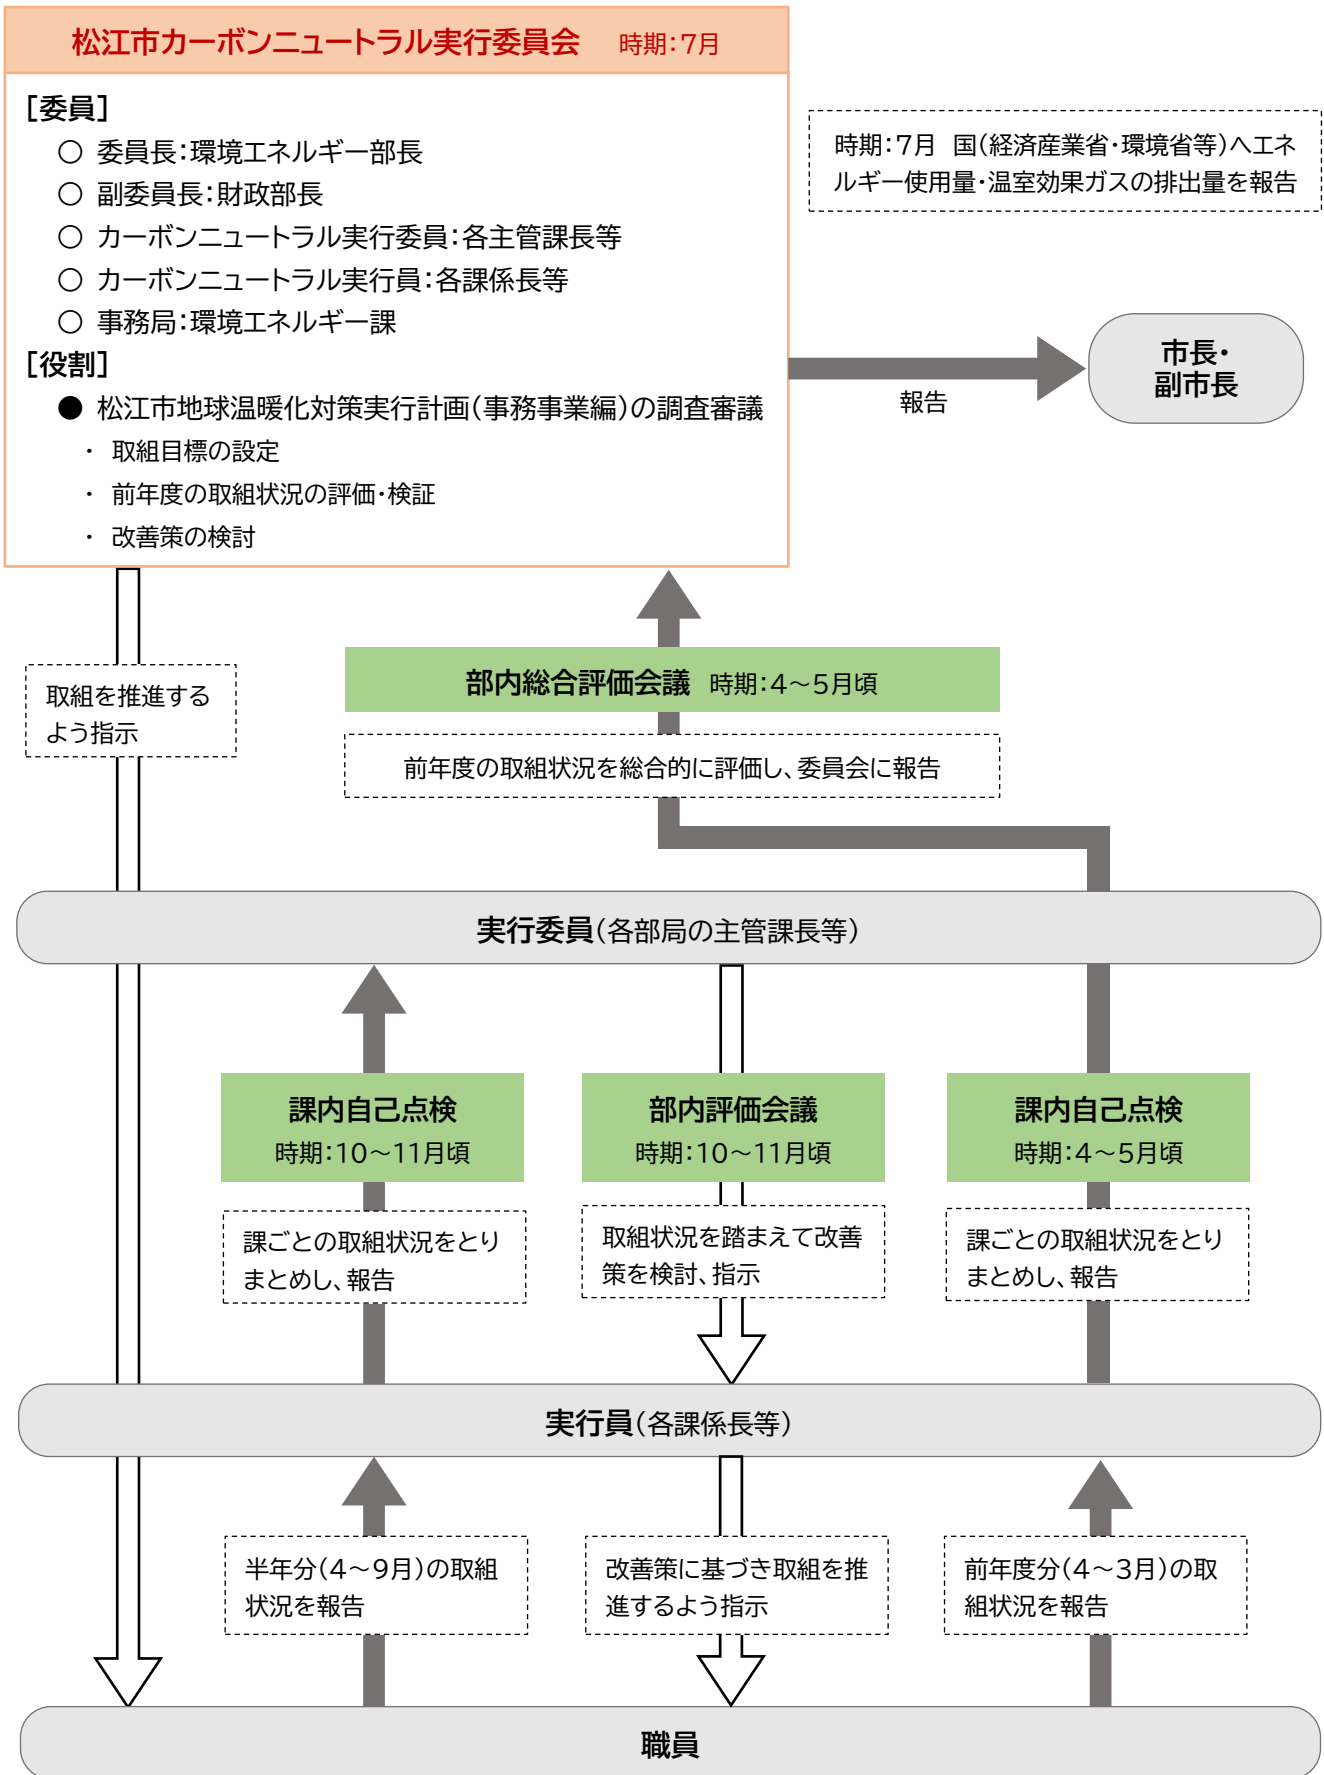 松江市カーボンニュートラル実行委員会 時期：7月
［委員］
○ 委員長：環境エネルギー部長
○ 副委員長：財政部長
○ カーボンニュートラル実行委員：各主管課長等
○ カーボンニュートラル実行員：各課係長等
○ 事務局：環境エネルギー課
［役割］
● 松江市地球温暖化対策実行計画（事務事業編）の調査審議
・ 取組目標の設定
・ 前年度の取組状況の評価・検証
・ 改善策の検討
時期：7月 国（経済産業省・環境省等）へエネ
ルギー使用量・温室効果ガスの排出量を報告
報告
市長・
副市長
取組を推進する
よう指示
部内総合評価会議 時期：4～5月頃
前年度の取組状況を総合的に評価し、委員会に報告
実行委員（各部局の主管課長等）
課内自己点検
時期：10～11月頃
課ごとの取組状況をとり
まとめし、報告
部内評価会議
時期：10～11月頃
取組状況を踏まえて改善
策を検討、指示
課内自己点検
時期：4～5月頃
課ごとの取組状況をとり
まとめし、報告
実行員（各課係長等）
半年分（4～9月）の取組
状況を報告
改善策に基づき取組を推
進するよう指示
前年度分（4～3月）の取
組状況を報告
職員